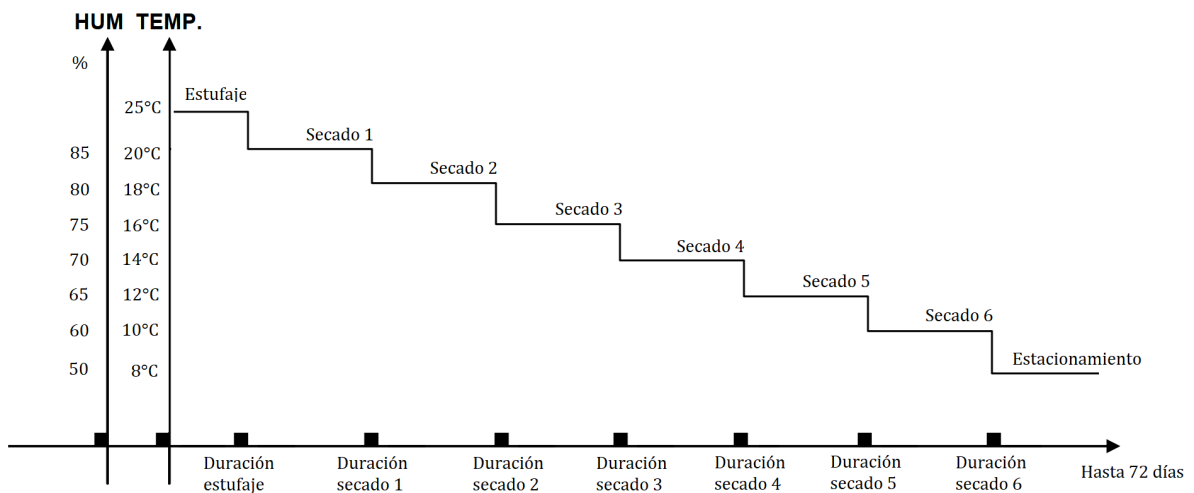 HUM TEMP.
%
25°C
Estufaje
85
20°C
Secado 1
80
18°C
Secado 2
75
16°C
Secado 3
70
14°C
Secado 4
65
12°C
Secado 5
60
10°C
Secado 6
50
8°C
Estacionamiento
Duración
estufaje
Duración
secado 1
Duración
secado 2
Duración
secado 3
Duración
secado 4
Duración
secado 5
Duración
secado 6
Hasta 72 días